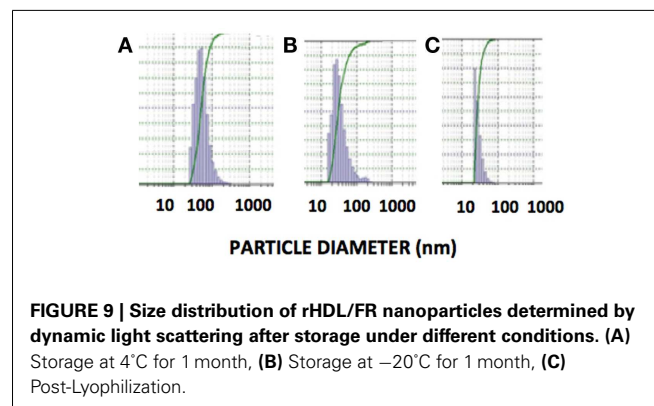 A B C
10 100 1000 10 100 1000 10 100 1000
PARTICLE DIAMETER (nm)
FIGURE 9 | Size distribution of rHDL/FR nanoparticles determined by
dynamic light scattering after storage under different conditions. (A)
Storage at 4°C for 1 month, (B) Storage at −20°C for 1 month, (C)
Post-Lyophilization.